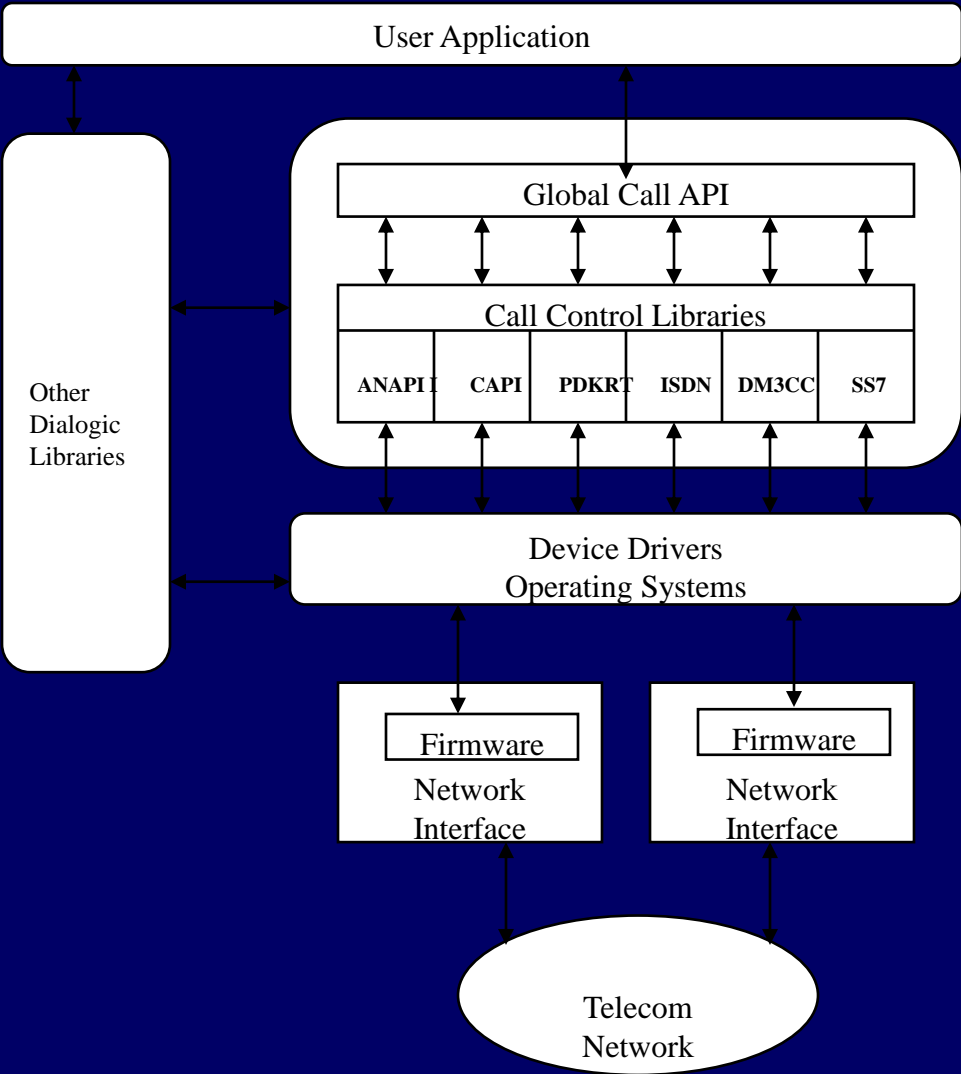 User Application
Global Call API
Call Control Libraries
ANAPI I
CAPI
PDKRT
ISDN
DM3CC
SS7
Other
Dialogic
Libraries
Device Drivers
Operating Systems
Firmware
Network
Interface
Firmware
Network
Interface
Telecom
Network